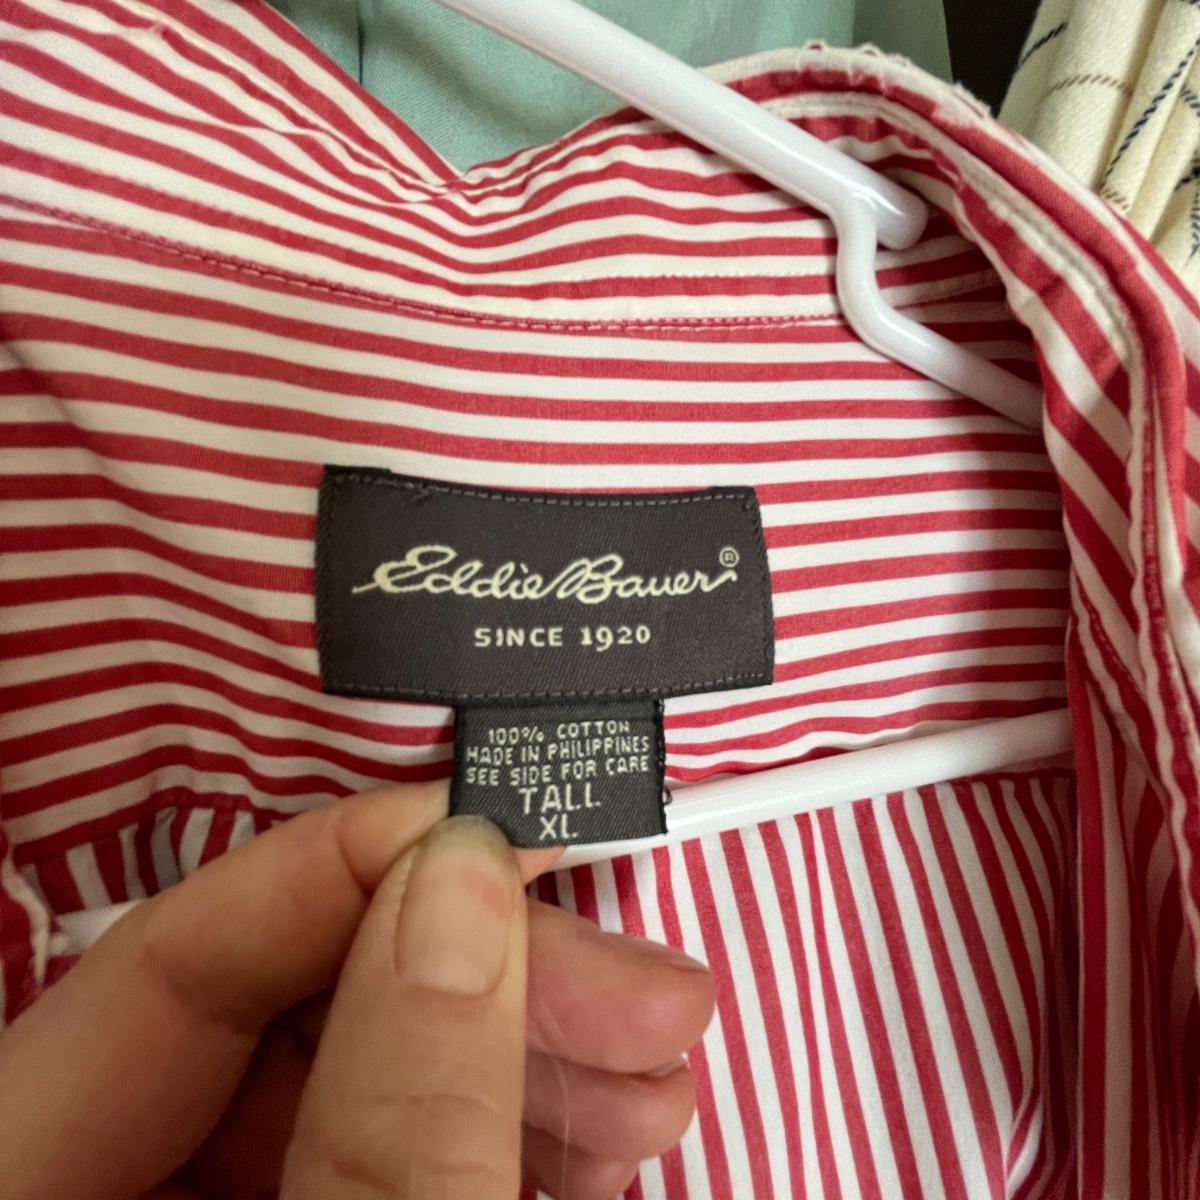 Eddie Bauer®
SINCE 1920
100% COTTON
MADE IN PHILIPPINES
SEE SIDE FOR CARE
TALL
XL